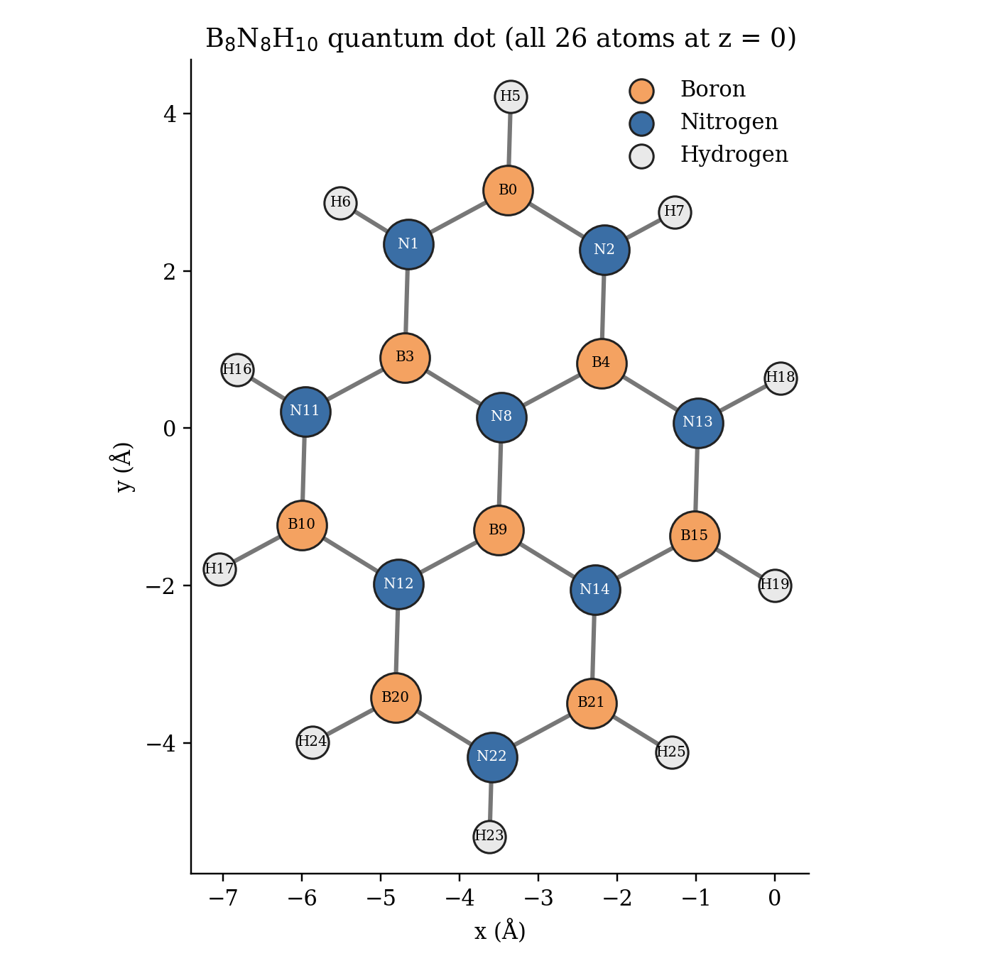 B₈N₈H₁₀ quantum dot (all 26 atoms at z = 0)
Boron
Nitrogen
Hydrogen
H5
B0
H6
H7
N1
N2
B3
B4
H16
H18
N11
N8
N13
B10
B9
B15
H17
H19
N12
N14
B20
B21
H24
H25
N22
H23
4
2
0
−2
−4
y (Å)
−7 −6 −5 −4 −3 −2 −1 0
x (Å)